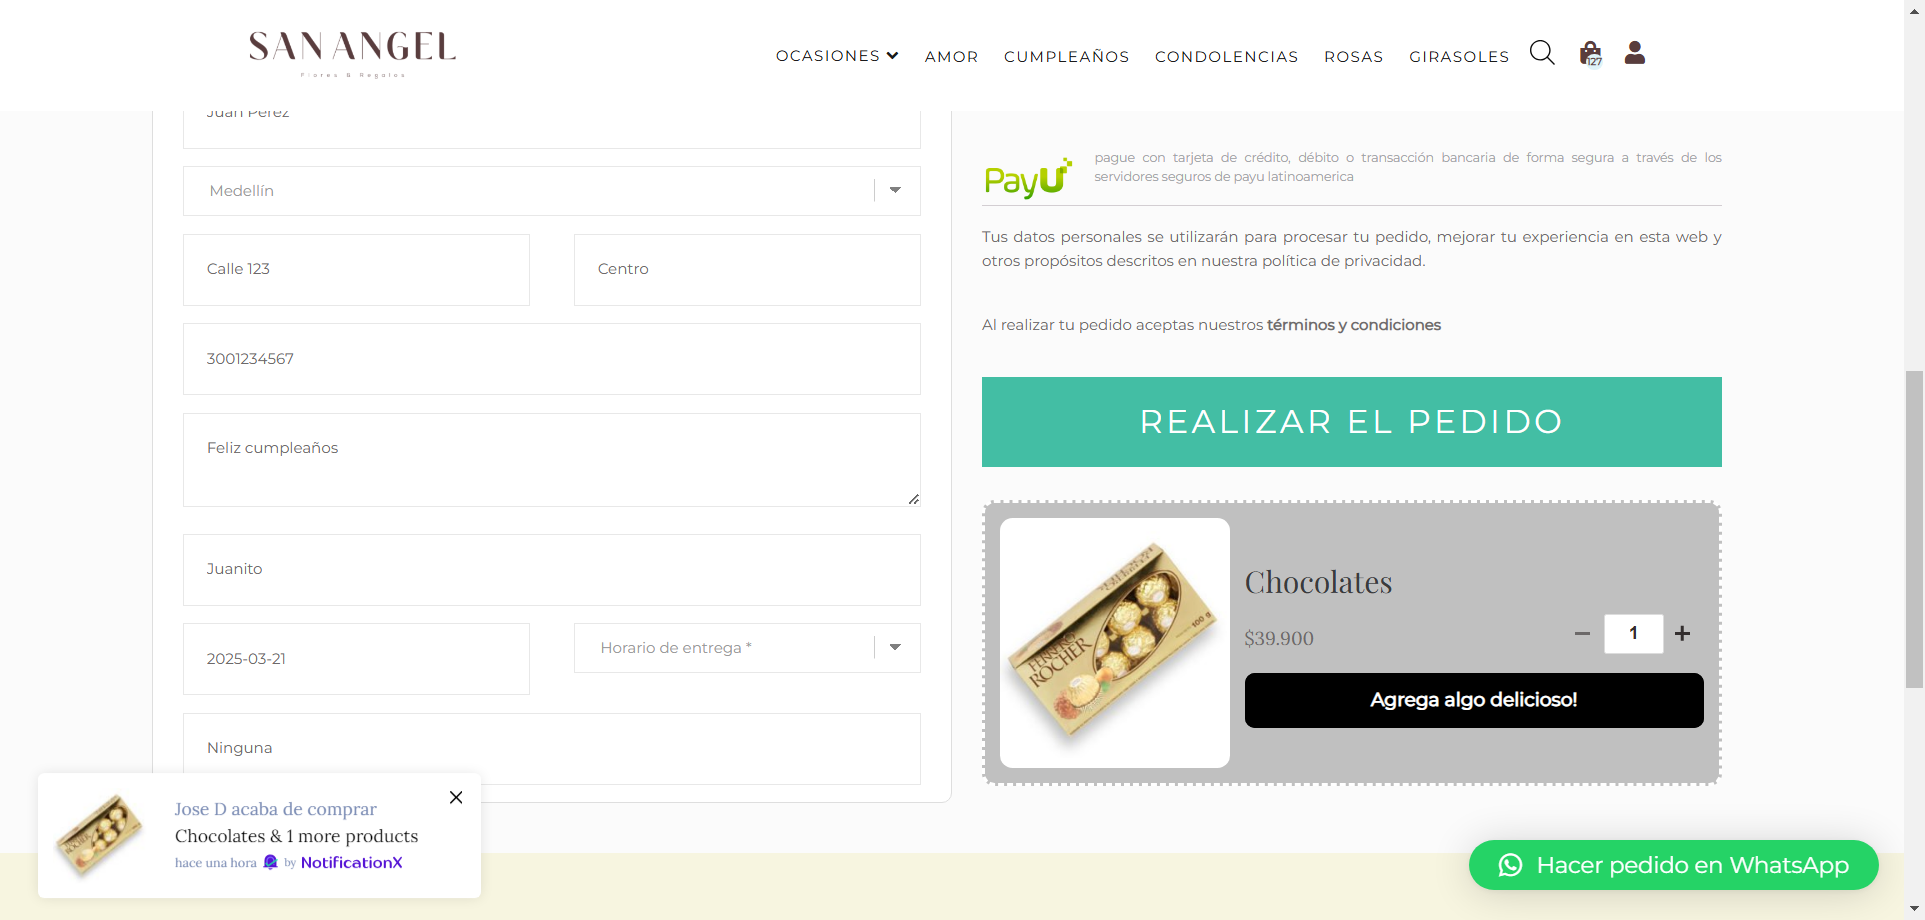 SAN ANGEL
Flores & Regalos
OCASIONES
AMOR
CUMPLEAÑOS
CONDOLENCIAS
ROSAS
GIRASOLES
127
Juan Perez
Medellín
Calle 123
Centro
3001234567
Feliz cumpleaños
Juanito
2025-03-21
Horario de entrega *
Ninguna
PayU
pague con tarjeta de crédito, débito o transacción bancaria de forma segura a través de los
servidores seguros de payu latinoamerica
Tus datos personales se utilizarán para procesar tu pedido, mejorar tu experiencia en esta web y
otros propósitos descritos en nuestra política de privacidad.
Al realizar tu pedido aceptas nuestros términos y condiciones
REALIZAR EL PEDIDO
FERRERO
ROCHER
100 g
Chocolates
$39.900
1
Agrega algo delicioso!
Jose D acaba de comprar
Chocolates & 1 more products
hace una hora by NotificationX
Hacer pedido en WhatsApp